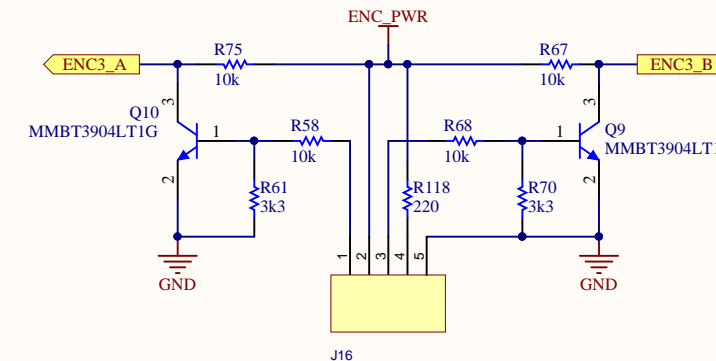 ENC_PWR
ENC3_A
R75
10k
R67
10k
ENC3_B
3
Q10
MMBT3904LT1G
1
2
R58
10k
R61
3k3
R68
10k
R118
220
R70
3k3
3
Q9
MMBT3904LT1
1
2
GND
1
2
3
4
5
GND
J16